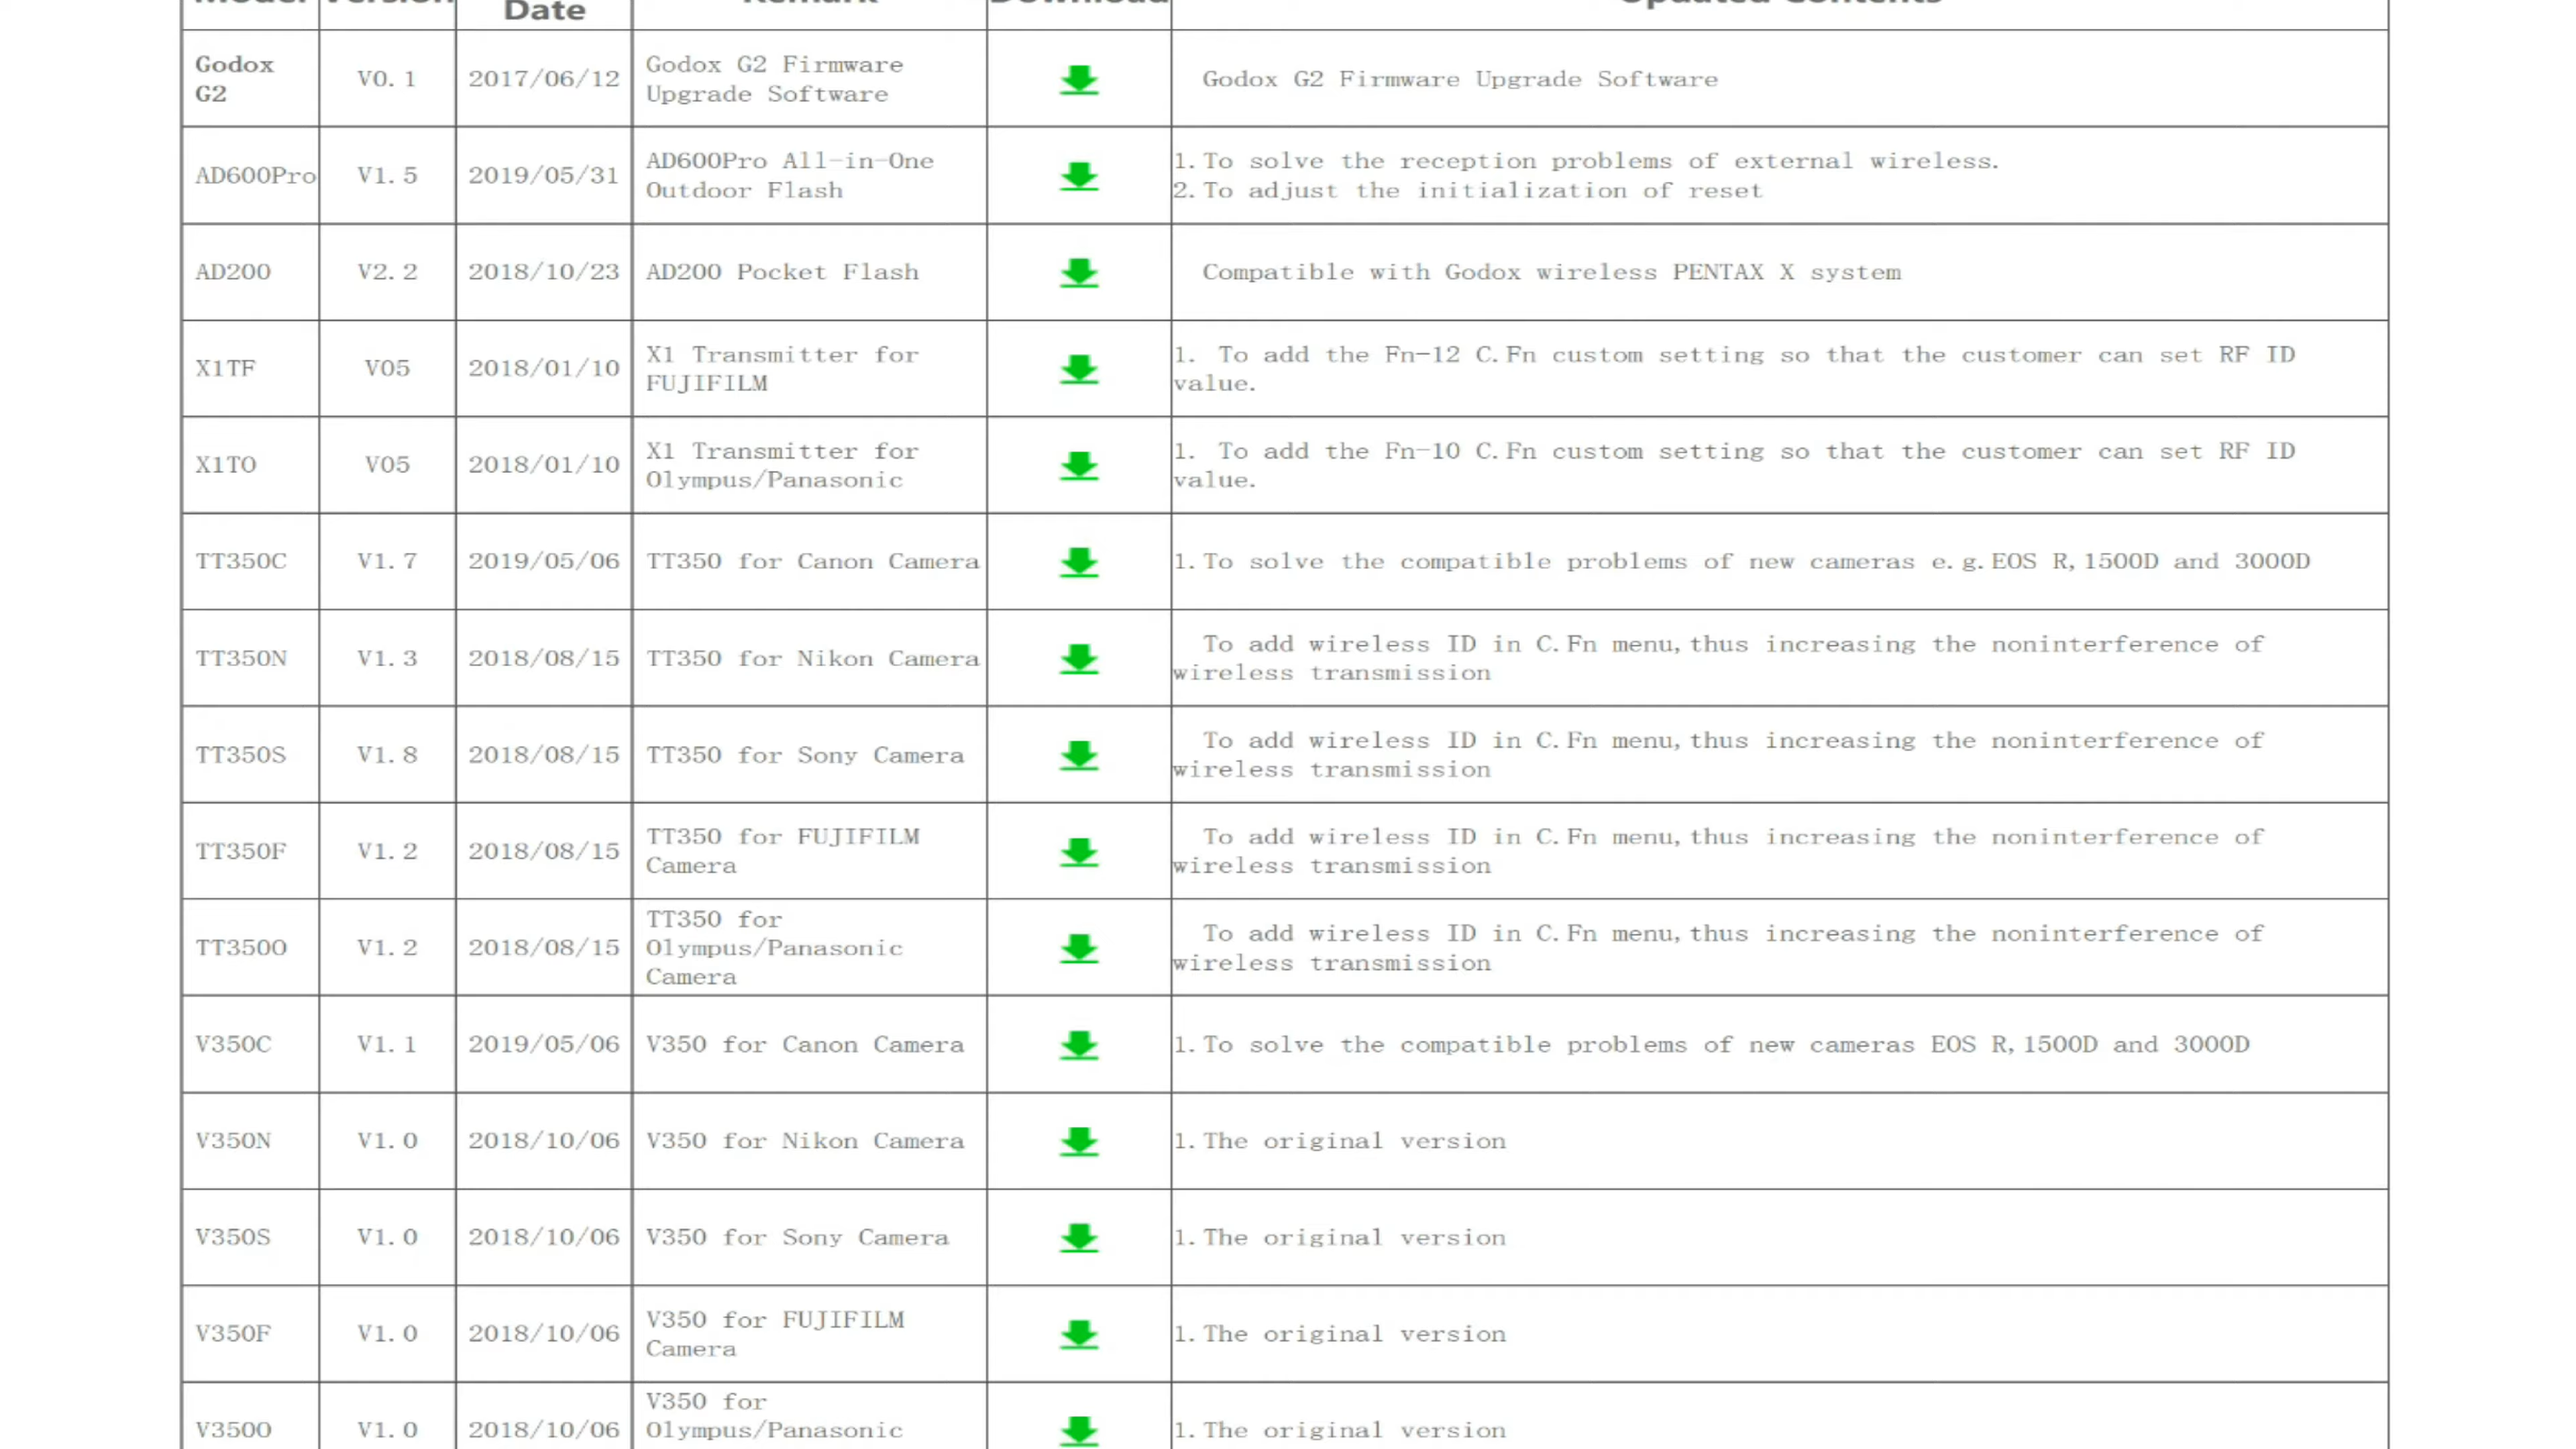 Model Version Date Remark Download Updated Contents
Godox G2 V0.1 2017/06/12 Godox G2 Firmware Upgrade Software Godox G2 Firmware Upgrade Software
AD600Pro V1.5 2019/05/31 AD600Pro All-in-One Outdoor Flash 1.To solve the reception problems of external wireless.
2.To adjust the initialization of reset
AD200 V2.2 2018/10/23 AD200 Pocket Flash Compatible with Godox wireless PENTAX X system
X1TF V05 2018/01/10 X1 Transmitter for FUJIFILM 1. To add the Fn-12 C.Fn custom setting so that the customer can set RF ID
value.
X1TO V05 2018/01/10 X1 Transmitter for Olympus/Panasonic 1. To add the Fn-10 C.Fn custom setting so that the customer can set RF ID
value.
TT350C V1.7 2019/05/06 TT350 for Canon Camera 1.To solve the compatible problems of new cameras e.g.EOS R,1500D and 3000D
TT350N V1.3 2018/08/15 TT350 for Nikon Camera To add wireless ID in C.Fn menu,thus increasing the noninterference of
wireless transmission
TT350S V1.8 2018/08/15 TT350 for Sony Camera To add wireless ID in C.Fn menu,thus increasing the noninterference of
wireless transmission
TT350F V1.2 2018/08/15 TT350 for FUJIFILM Camera To add wireless ID in C.Fn menu,thus increasing the noninterference of
wireless transmission
TT350O V1.2 2018/08/15 TT350 for Olympus/Panasonic Camera To add wireless ID in C.Fn menu,thus increasing the noninterference of
wireless transmission
V350C V1.1 2019/05/06 V350 for Canon Camera 1.To solve the compatible problems of new cameras EOS R,1500D and 3000D
V350N V1.0 2018/10/06 V350 for Nikon Camera 1.The original version
V350S V1.0 2018/10/06 V350 for Sony Camera 1.The original version
V350F V1.0 2018/10/06 V350 for FUJIFILM Camera 1.The original version
V350O V1.0 2018/10/06 V350 for Olympus/Panasonic 1.The original version